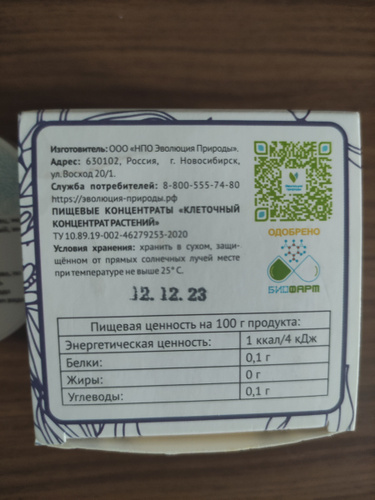 Изготовитель: ООО «НПО Эволюция Природы».
Адрес: 630102, Россия, г. Новосибирск,
ул. Восход 20/1.
Служба потребителей: 8-800-555-74-80
https://эволюция-природы.рф
ПИЩЕВЫЕ КОНЦЕНТРАТЫ «КЛЕТОЧНЫЙ
КОНЦЕНТРАТ РАСТЕНИЙ»
ТУ 10.89.19-002-46279253-2020
Условия хранения: хранить в сухом, защи-
щённом от прямых солнечных лучей месте
при температуре не выше 25° С.
ОДОБРЕНО
БИОФАРМ
12.12.23
Пищевая ценность на 100 г продукта:
Энергетическая ценность: 1 ккал/4 кДж
Белки: 0,1 г
Жиры: 0 г
Углеводы: 0,1 г